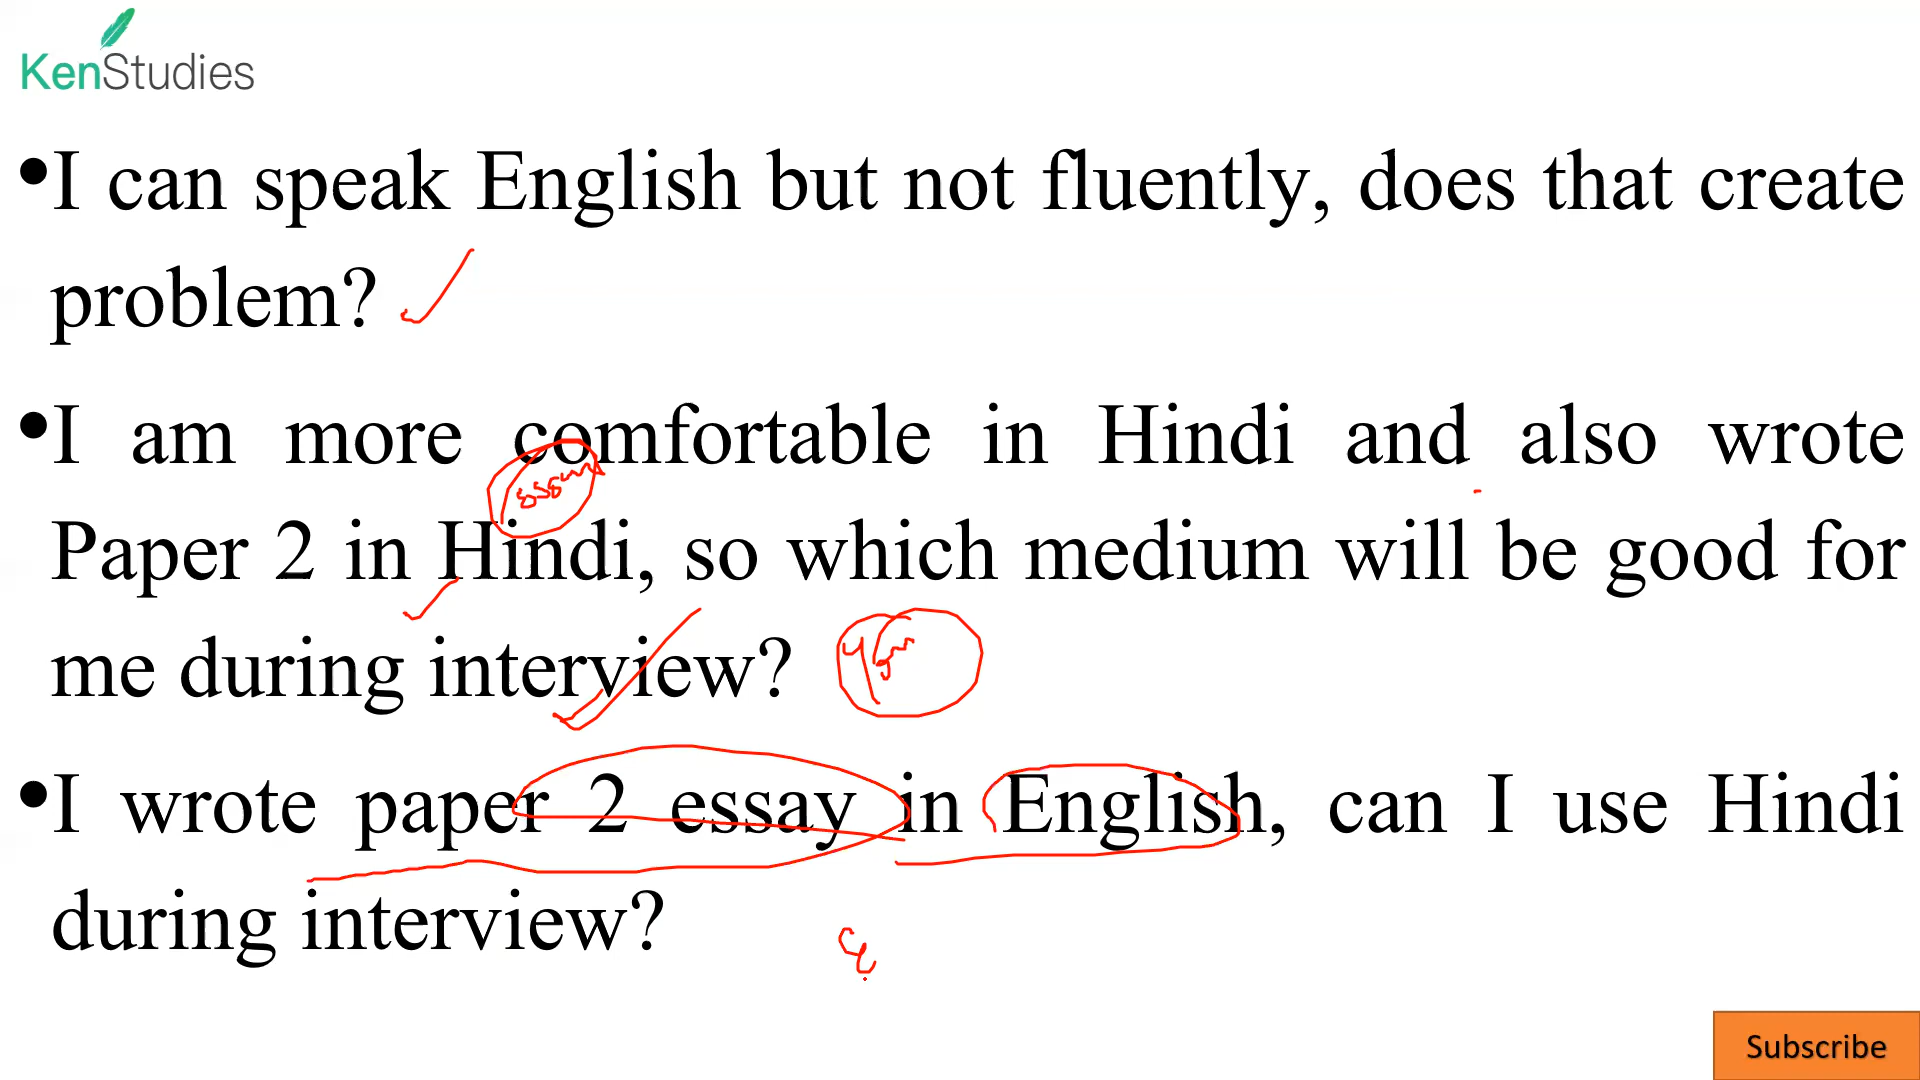 KenStudies
•I can speak English but not fluently, does that create
problem?
•I am more comfortable in Hindi and also wrote
Paper 2 in Hindi, so which medium will be good for
me during interview?
•I wrote paper 2 essay in English, can I use Hindi
during interview?
Subscribe